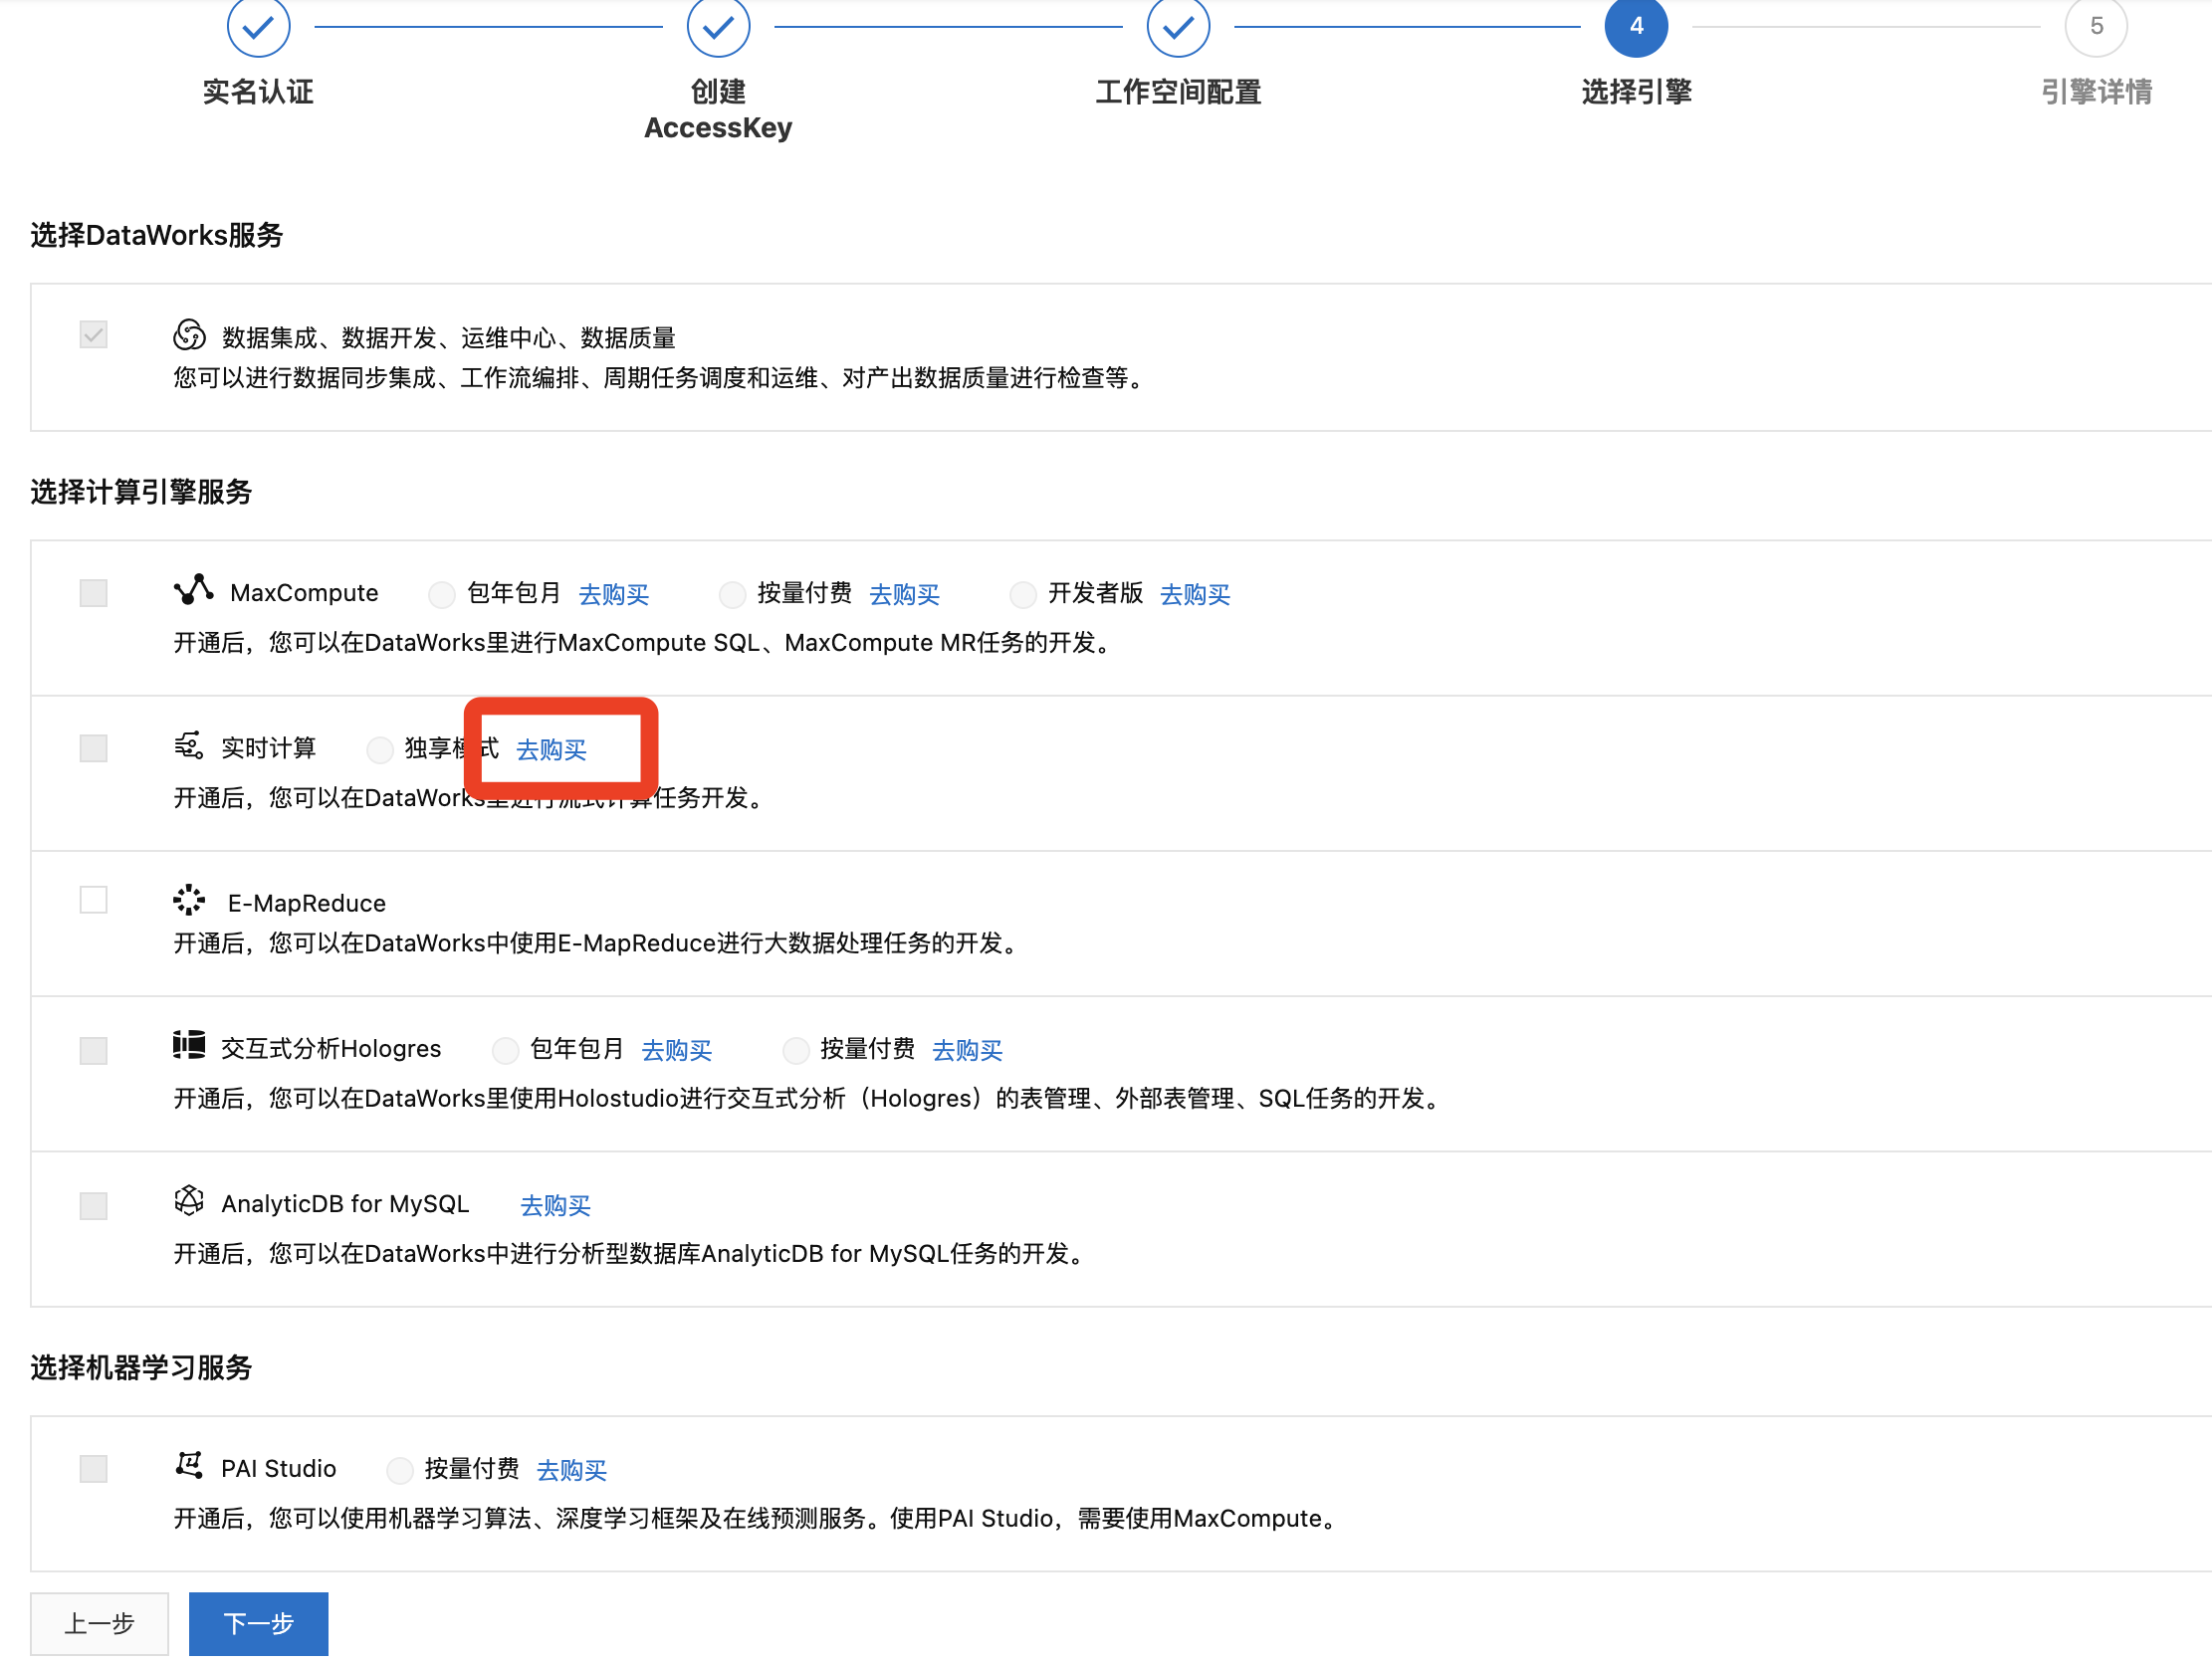 4
5
实名认证
创建
AccessKey
工作空间配置
选择引擎
引擎详情
选择DataWorks服务
数据集成、数据开发、运维中心、数据质量
您可以进行数据同步集成、工作流编排、周期任务调度和运维、对产出数据质量进行检查等。
选择计算引擎服务
MaxCompute 包年包月 去购买 按量付费 去购买 开发者版 去购买
开通后，您可以在DataWorks里进行MaxCompute SQL、MaxCompute MR任务的开发。
实时计算 独享模式 去购买
开通后，您可以在DataWorks里进行流式计算任务开发。
E-MapReduce
开通后，您可以在DataWorks中使用E-MapReduce进行大数据处理任务的开发。
交互式分析Hologres 包年包月 去购买 按量付费 去购买
开通后，您可以在DataWorks里使用Holostudio进行交互式分析（Hologres）的表管理、外部表管理、SQL任务的开发。
AnalyticDB for MySQL 去购买
开通后，您可以在DataWorks中进行分析型数据库AnalyticDB for MySQL任务的开发。
选择机器学习服务
PAI Studio 按量付费 去购买
开通后，您可以使用机器学习算法、深度学习框架及在线预测服务。使用PAI Studio，需要使用MaxCompute。
上一步 下一步